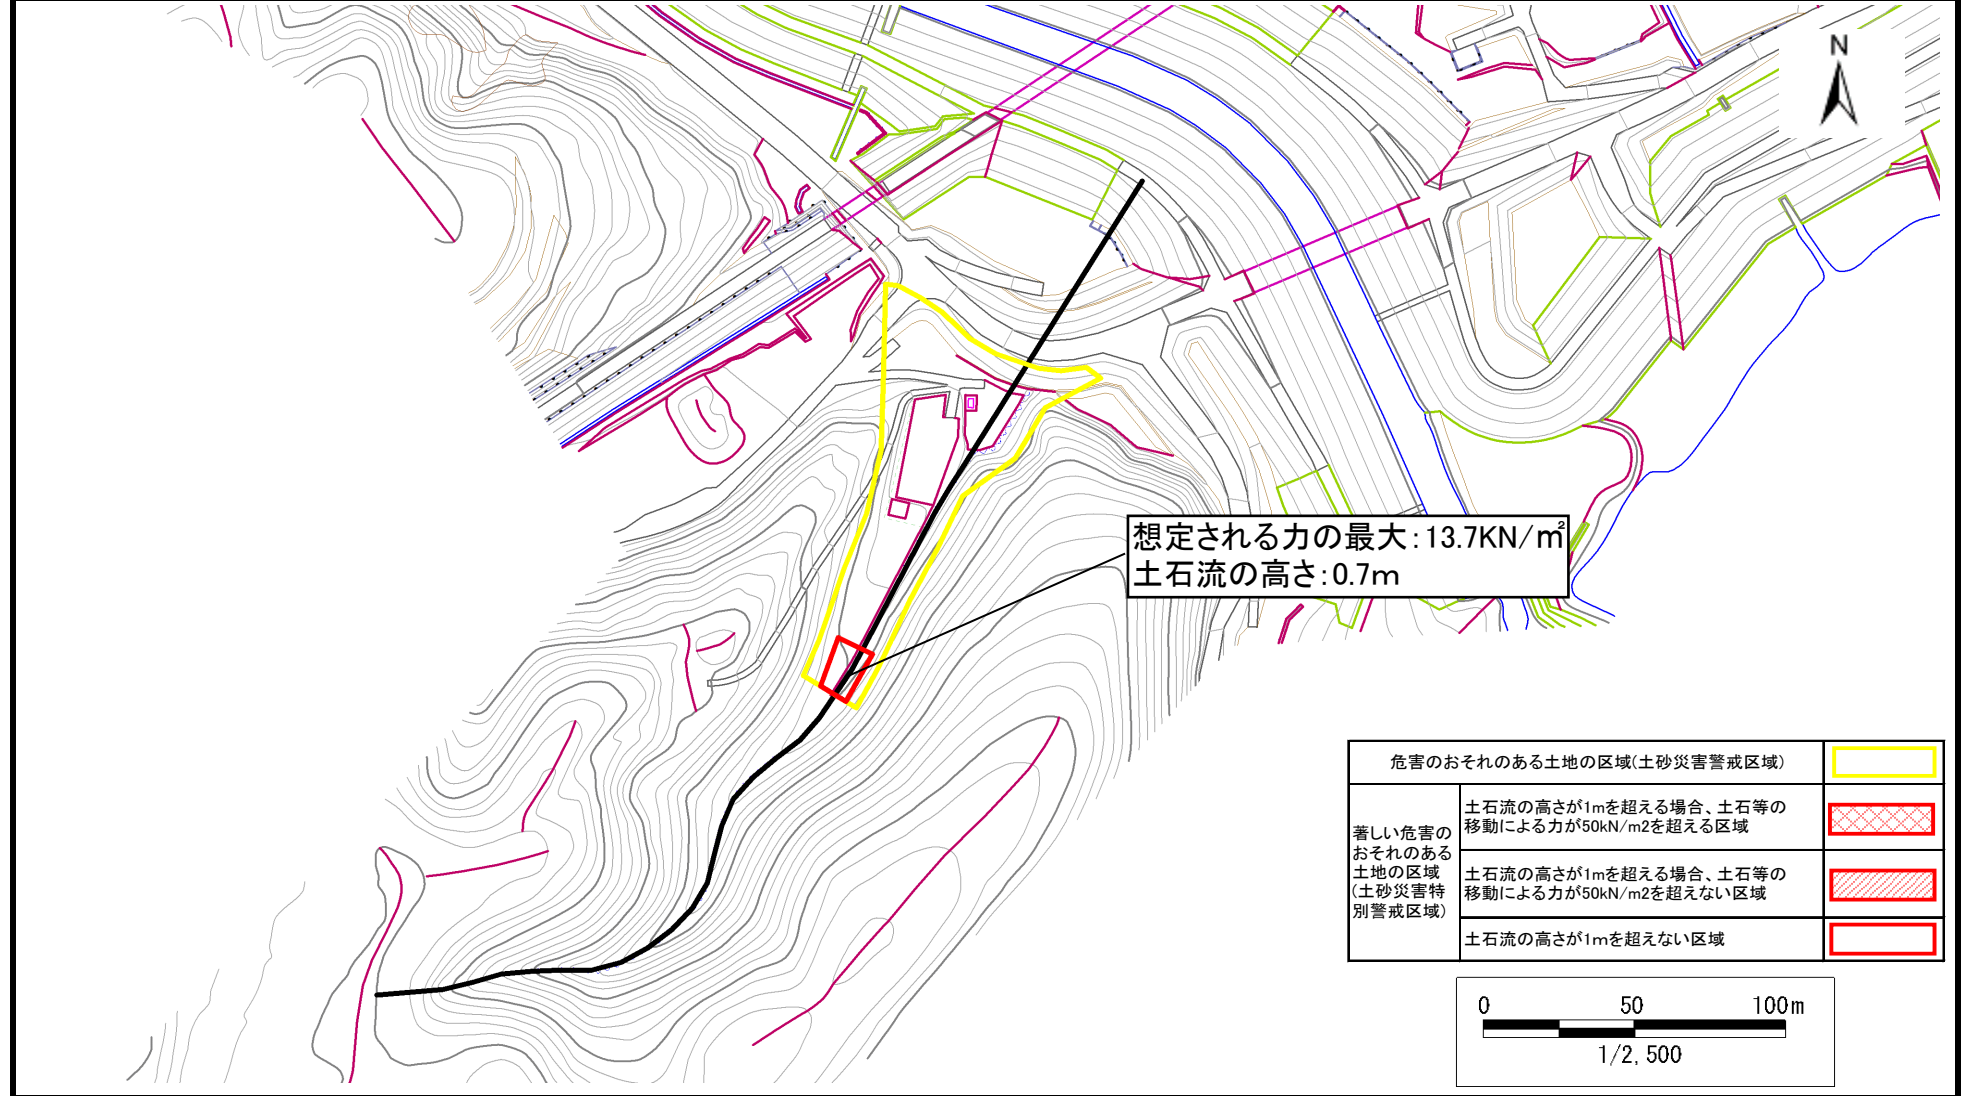 N
想定される力の最大:13.7KN/㎡
土石流の高さ:0.7m
危害のおそれのある土地の区域(土砂災害警戒区域)
著しい危害の
おそれのある
土地の区域
(土砂災害特
別警戒区域)
土石流の高さが1mを超える場合、土石等の
移動による力が50kN/m2を超える区域
土石流の高さが1mを超える場合、土石等の
移動による力が50kN/m2を超えない区域
土石流の高さが1mを超えない区域
0 50 100m
1/2,500